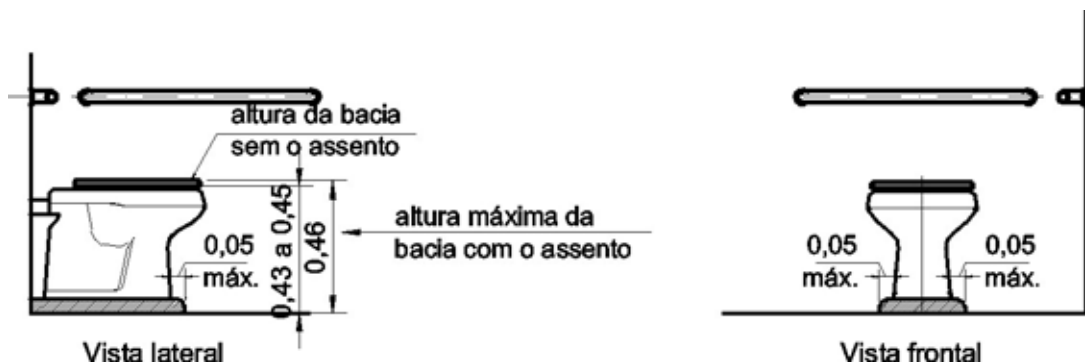 altura da bacia
sem o assento
0,43 a 0,45
0,46
altura máxima da
bacia com o assento
0,05
máx.
Vista lateral
0,05
máx.
0,05
máx.
Vista frontal